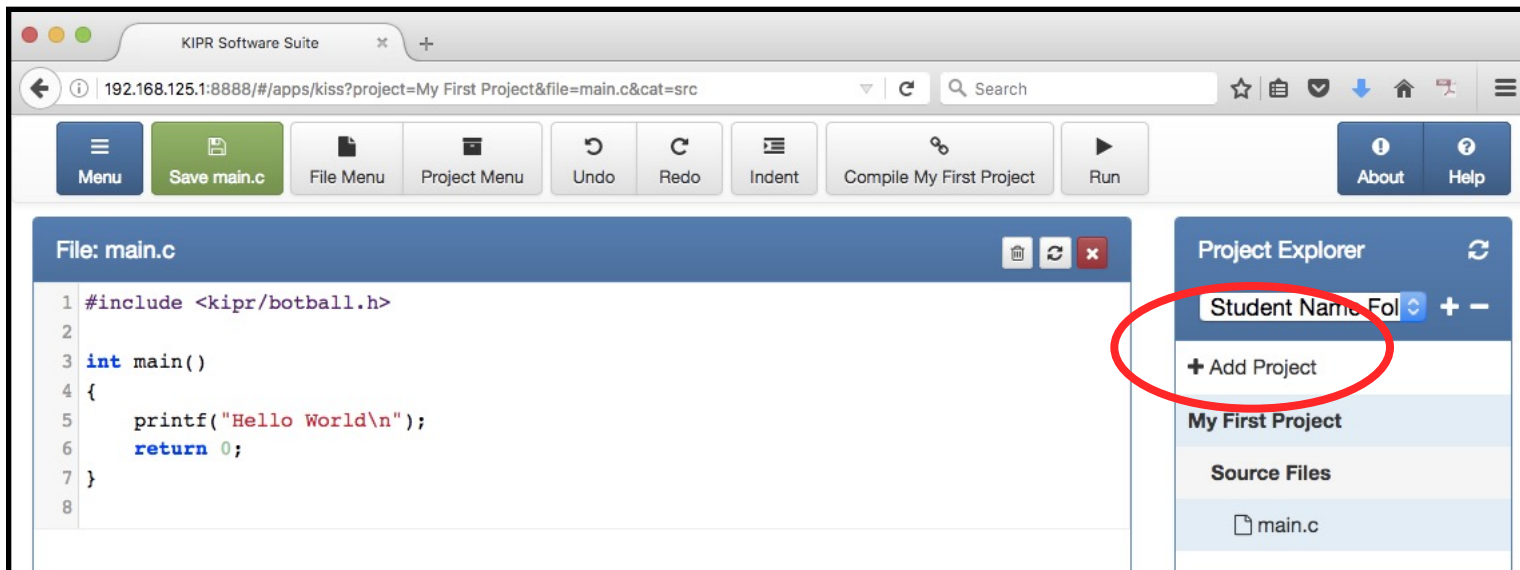 KIPR Software Suite
192.168.125.1:8888/#/apps/kiss?project=My First Project&file=main.c&cat=src
Search
Menu
Save main.c
File Menu
Project Menu
Undo
Redo
Indent
Compile My First Project
Run
About
Help
File: main.c
1 #include <kipr/botball.h>
2
3 int main()
4 {
5 printf("Hello World\n");
6 return 0;
7 }
8
Project Explorer
Student Name Fol
+ Add Project
My First Project
Source Files
main.c